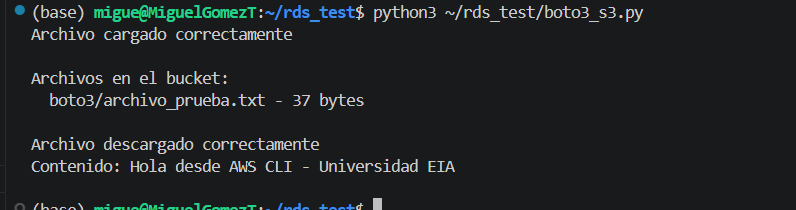 (base) migue@MiguelGomezT:~/rds_test$ python3 ~/rds_test/boto3_s3.py
Archivo cargado correctamente
Archivos en el bucket:
boto3/archivo_prueba.txt - 37 bytes
Archivo descargado correctamente
Contenido: Hola desde AWS CLI - Universidad EIA
(base) migue@MiguelGomezT:~/rds_test$